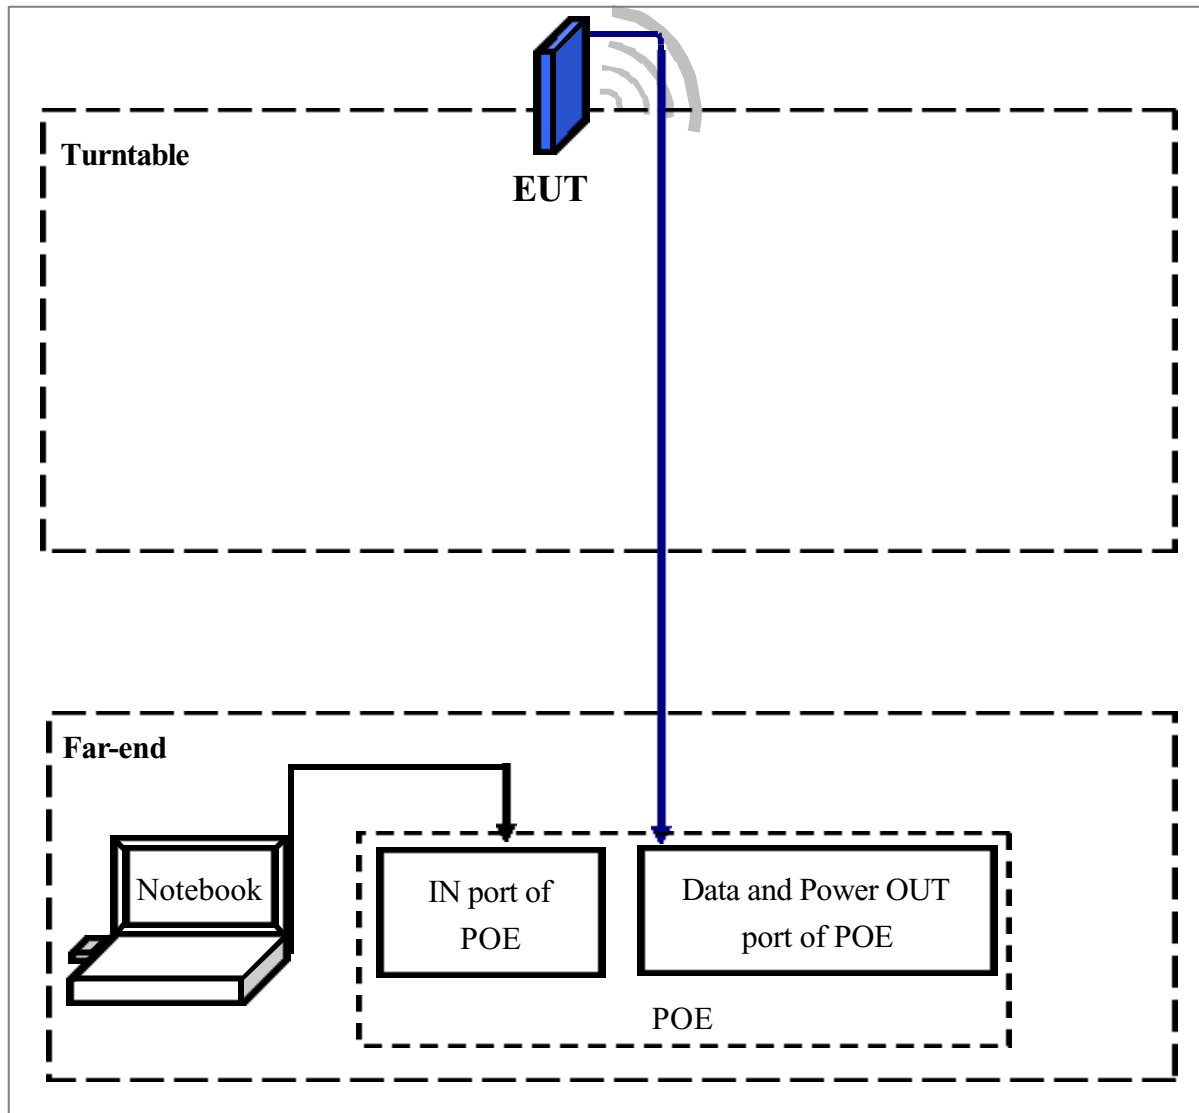 Turntable
EUT
Far-end
Notebook
IN port of
POE
Data and Power OUT
port of POE
POE